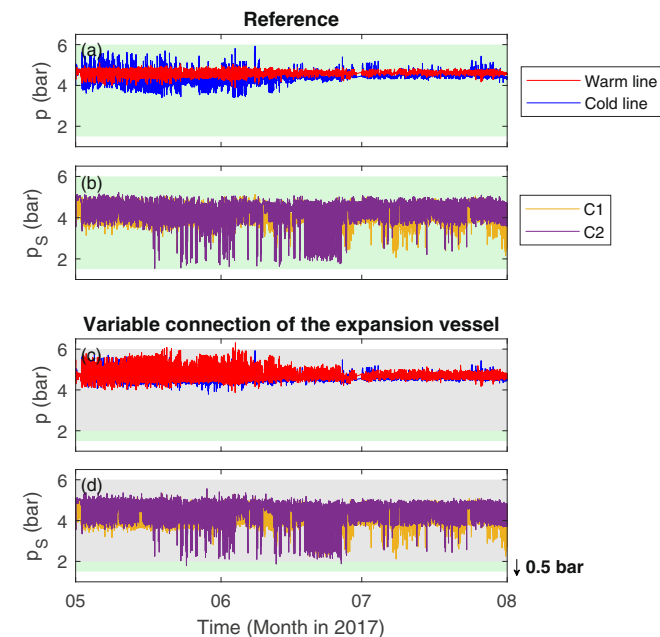 Reference
(a)
6
4
2
p (bar)
Warm line
Cold line
(b)
6
4
2
p_S (bar)
C1
C2
Variable connection of the expansion vessel
(c)
6
4
2
p (bar)
(d)
6
4
2
p_S (bar)
↓ 0.5 bar
05 06 07 08
Time (Month in 2017)